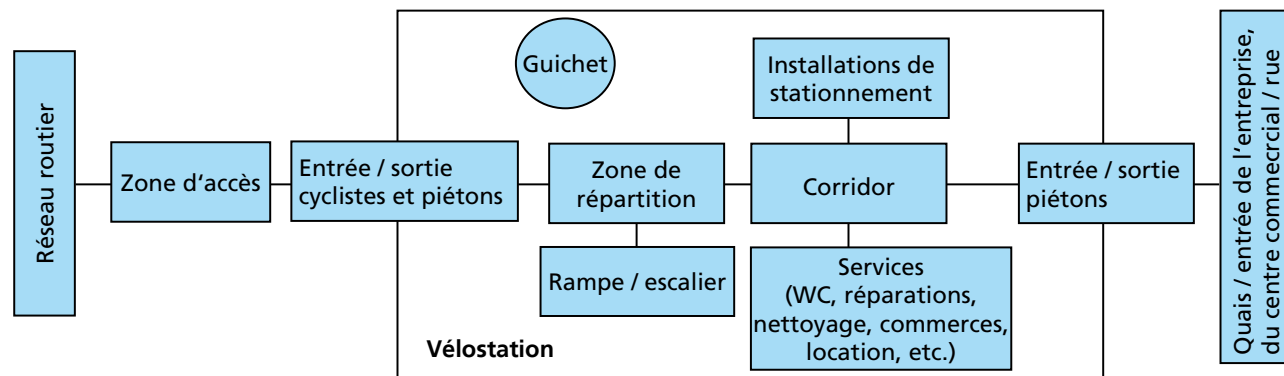 Réseau routier
Zone d'accès
Entrée / sortie
cyclistes et piétons
Guichet
Zone de
répartition
Rampe / escalier
Installations de
stationnement
Corridor
Services
(WC, réparations,
nettoyage, commerces,
location, etc.)
Vélostation
Entrée / sortie
piétons
Quais / entrée de l'entreprise,
du centre commecrcial / rue